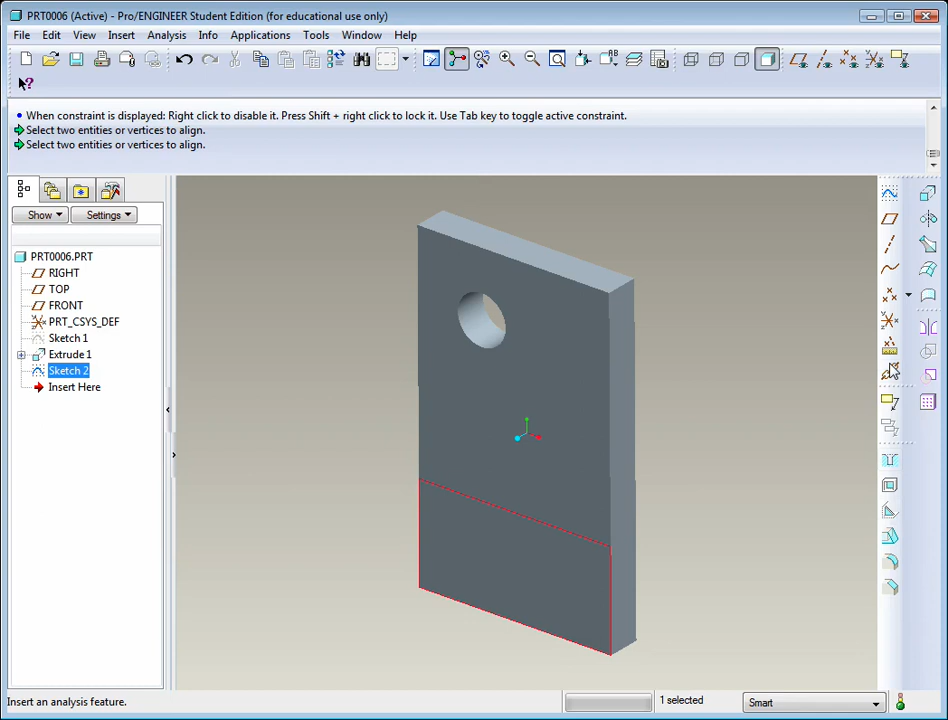 PRT0006 (Active) - Pro/ENGINEER Student Edition (for educational use only)
File Edit View Insert Analysis Info Applications Tools Window Help
When constraint is displayed: Right click to disable it. Press Shift + right click to lock it. Use Tab key to toggle active constraint.
Select two entities or vertices to align.
Select two entities or vertices to align.
Show Settings
PRT0006.PRT
RIGHT
TOP
FRONT
PRT_CSYS_DEF
Sketch 1
Extrude 1
Sketch 2
Insert Here
Insert an analysis feature.
1 selected
Smart